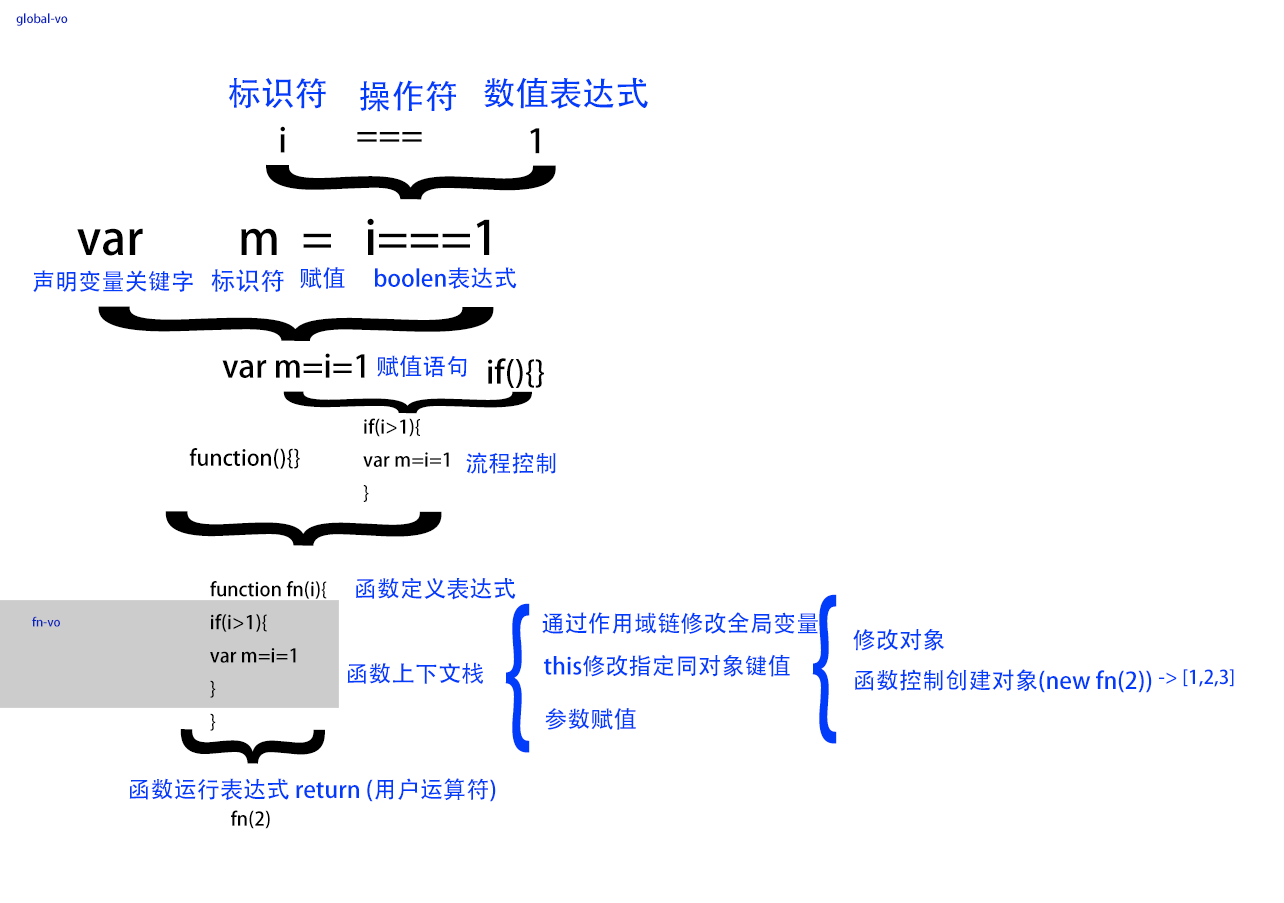 global-vo
标识符 操作符 数值表达式
i === 1
var m = i===1
声明变量关键字 标识符 赋值 boolen表达式
var m=i=1 赋值语句 if(){}
if(i>1){
function(){} var m=i=1 流程控制
}
function fn(i){ 函数定义表达式
fn-vo if(i>1){ 通过作用域链修改全局变量 修改对象
var m=i=1 函数上下文栈 this修改指定同对象键值 函数控制创建对象(new fn(2)) -> [1,2,3]
}
} 参数赋值
函数运行表达式 return (用户运算符)
fn(2)